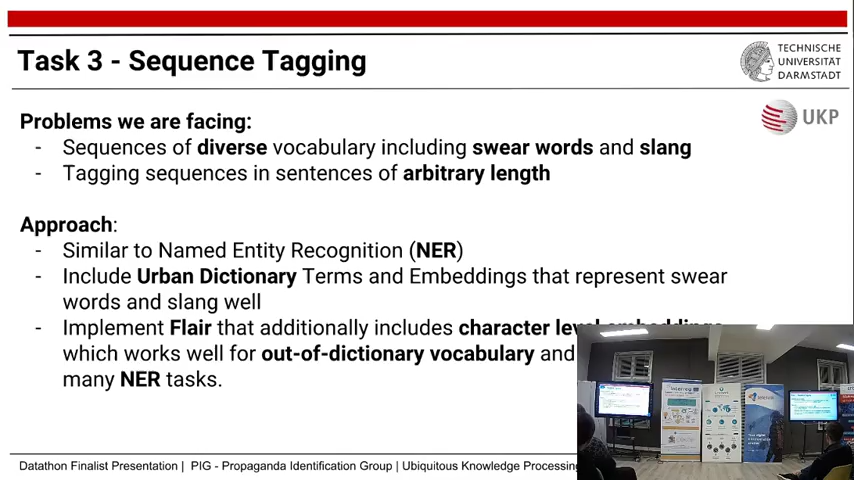 Task 3 - Sequence Tagging
TECHNISCHE
UNIVERSITÄT
DARMSTADT
UKP
Problems we are facing:
- Sequences of diverse vocabulary including swear words and slang
- Tagging sequences in sentences of arbitrary length
Approach:
- Similar to Named Entity Recognition (NER)
- Include Urban Dictionary Terms and Embeddings that represent swear
words and slang well
- Implement Flair that additionally includes character level embeddings
which works well for out-of-dictionary vocabulary and
many NER tasks.
Datathon Finalist Presentation | PIG - Propaganda Identification Group | Ubiquitous Knowledge Processing